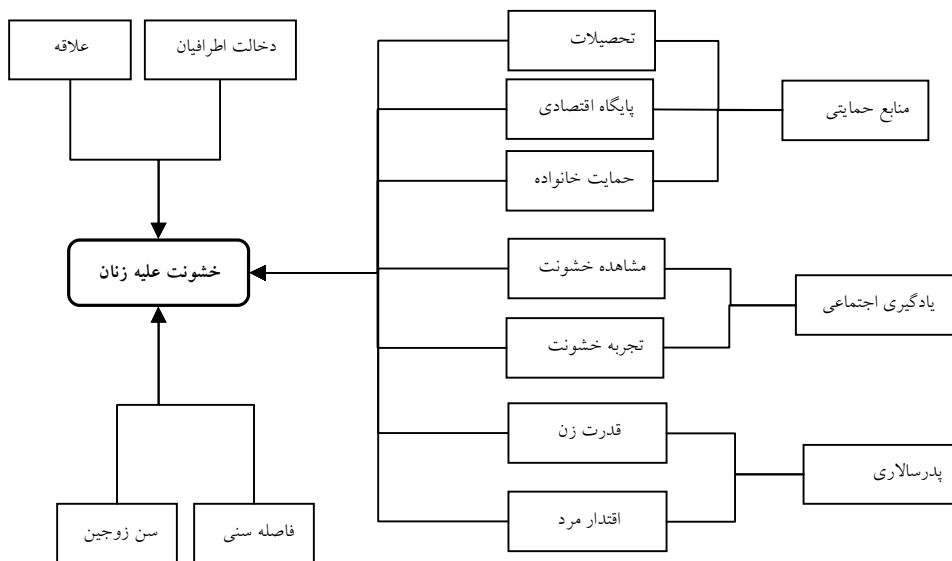 منابع حمایتی
تحصیلات
پایگاه اقتصادی
حمایت خانواده
یادگیری اجتماعی
مشاهده خشونت
تجربه خشونت
پدرسالاری
قدرت زن
اقتدار مرد
دخالت اطرافیان
علاقه
خشونت علیه زنان
فاصله سنی
سن زوجین